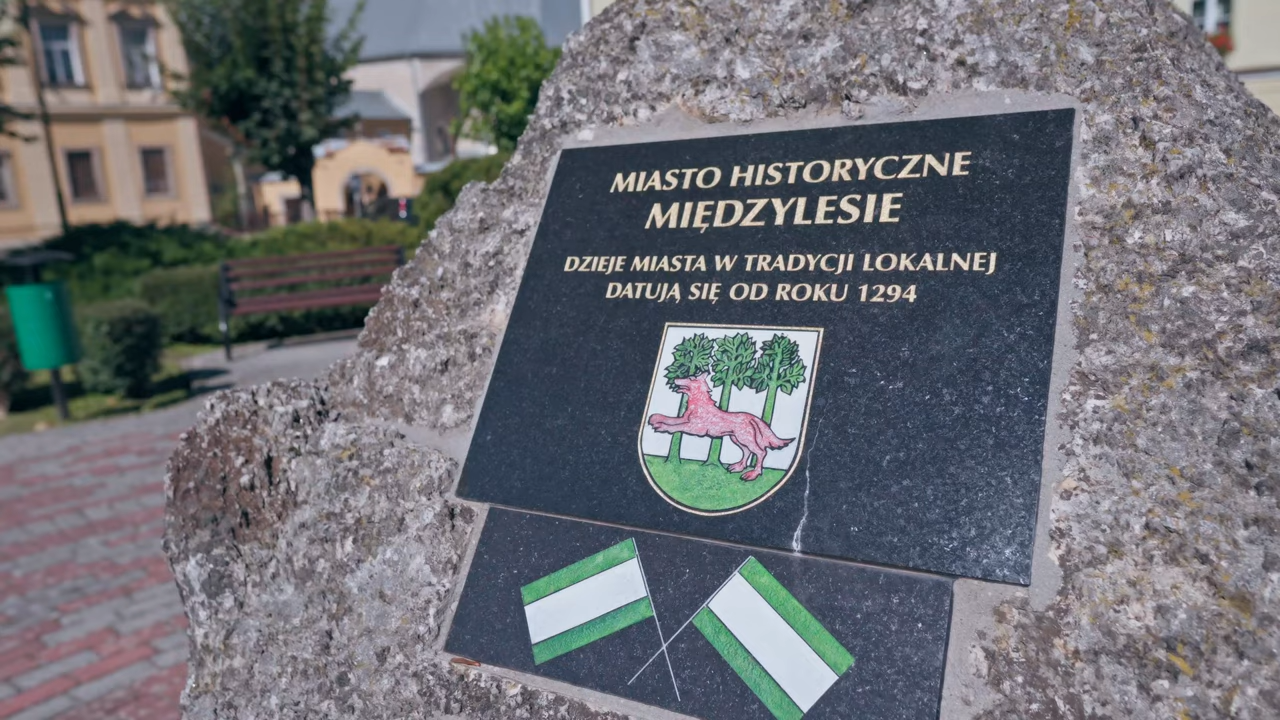 MIASTO HISTORYCZNE
MIĘDZYLESIE
DZIEJE MIASTA W TRADYCJI LOKALNEJ
DATUJĄ SIĘ OD ROKU 1294